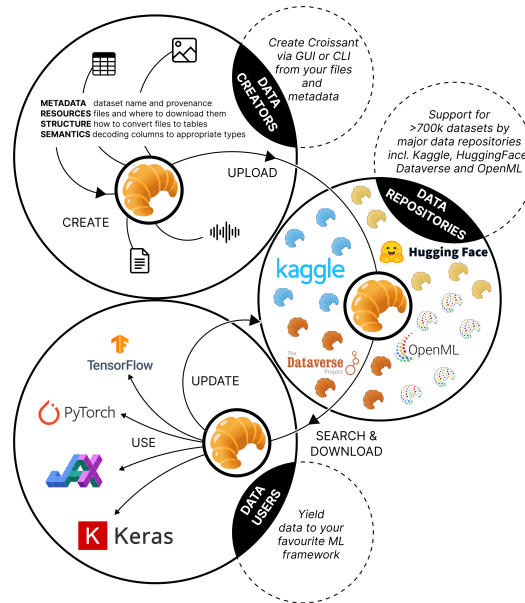 Create Croissant
via GUI or CLI
from your files
and
metadata
DATA
CREATORS
METADATA dataset name and provenance
RESOURCES files and where to download them
STRUCTURE how to convert files to tables
SEMANTICS decoding columns to appropriate types
UPLOAD
CREATE
Support for
>700k datasets by
major data repositories
incl. Kaggle, HuggingFace,
Dataverse and OpenML
DATA
REPOSITORIES
Hugging Face
kaggle
The
Dataverse
Project
OpenML
TensorFlow
UPDATE
PyTorch
USE
SEARCH &
DOWNLOAD
JAX
K Keras
DATA
USERS
Yield
data to your
favourite ML
framework